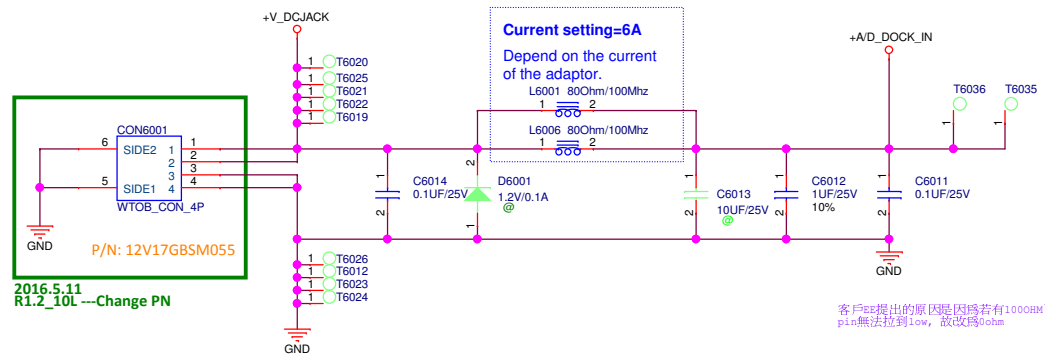 +V_DCJACK
Current setting=6A
Depend on the current
of the adaptor.
+A/D_DOCK_IN
1 T6020
1 T6025
1 T6021
1 T6022
1 T6019
L6001 80Ohm/100Mhz
1 2
L6006 80Ohm/100Mhz
1 2
T6036
1
T6035
1
CON6001
6 SIDE2 1
2
3
5 SIDE1 4
WTOB_CON_4P
1
2
3
4
GND
P/N: 12V17GBSM055
1
C6014
0.1UF/25V
2
2
D6001
1.2V/0.1A
@
1
1
C6013
10UF/25V
2
@
1
C6012
1UF/25V
10%
2
1
C6011
0.1UF/25V
2
GND
1 T6026
1 T6012
1 T6023
1 T6024
GND
2016.5.11
R1.2_10L ---Change PN
客戶EE提出的原因是因爲若有100OHM
pin無法拉到low, 故改爲0ohm